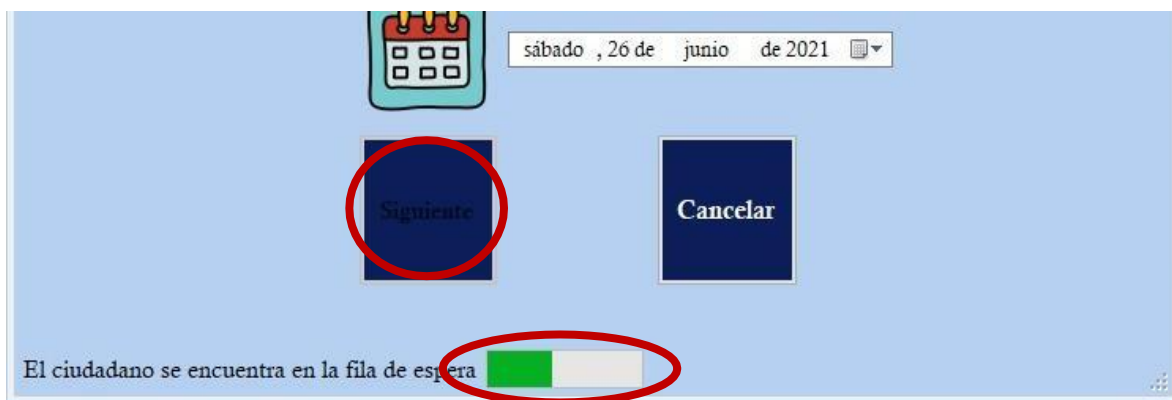 sábado , 26 de junio de 2021
Siguiente
Cancelar
El ciudadano se encuentra en la fila de espera